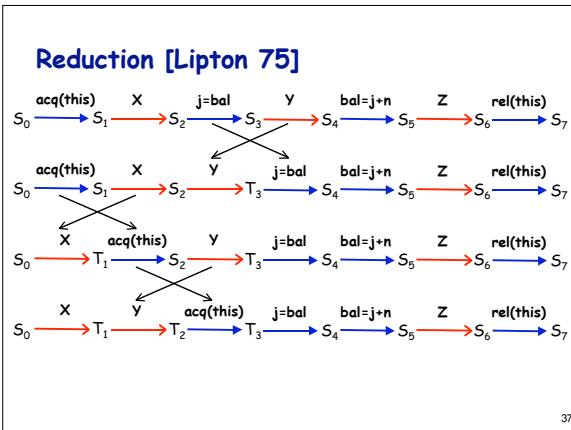 Reduction [Lipton 75]
acq(this) X j=bal Y bal=j+n Z rel(this)
S0 S1 S2 S3 S4 S5 S6 S7
acq(this) X Y j=bal bal=j+n Z rel(this)
S0 S1 S2 T3 S4 S5 S6 S7
X acq(this) Y j=bal bal=j+n Z rel(this)
S0 T1 S2 T3 S4 S5 S6 S7
X Y acq(this) j=bal bal=j+n Z rel(this)
S0 T1 T2 T3 S4 S5 S6 S7
37